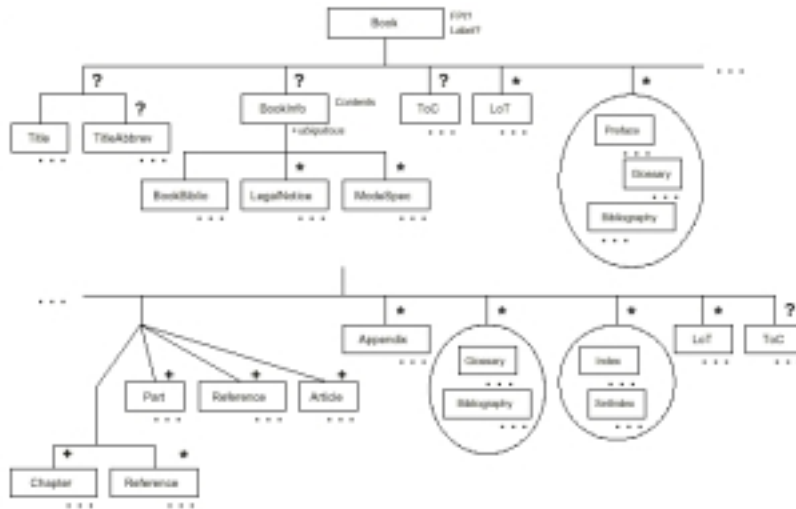 Book
FPI?
Label?
? ? ? * * . . .
Title
TitleAbbrev
?
BookInfo
Contents
ToC
LoT
+ubiquitous
Preface
Glossary
Bibliography
* *
BookBiblio
LegalNotice
ModeSpec
. . .
* * * * ?
Appendix
Glossary
Bibliography
Index
SetIndex
LoT
ToC
+ + +
Part
Reference
Article
+ *
Chapter
Reference